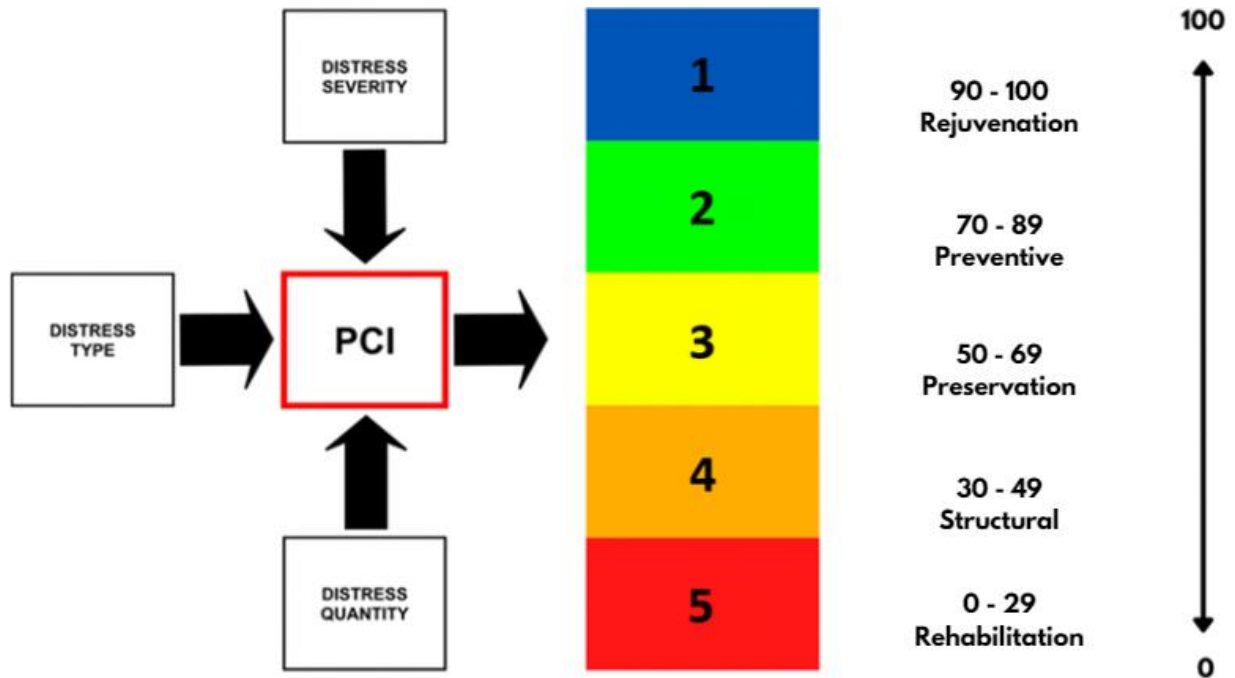 DISTRESS
SEVERITY
DISTRESS
TYPE
PCI
DISTRESS
QUANTITY
1
2
3
4
5
90 - 100
Rejuvenation
70 - 89
Preventive
50 - 69
Preservation
30 - 49
Structural
0 - 29
Rehabilitation
100
0